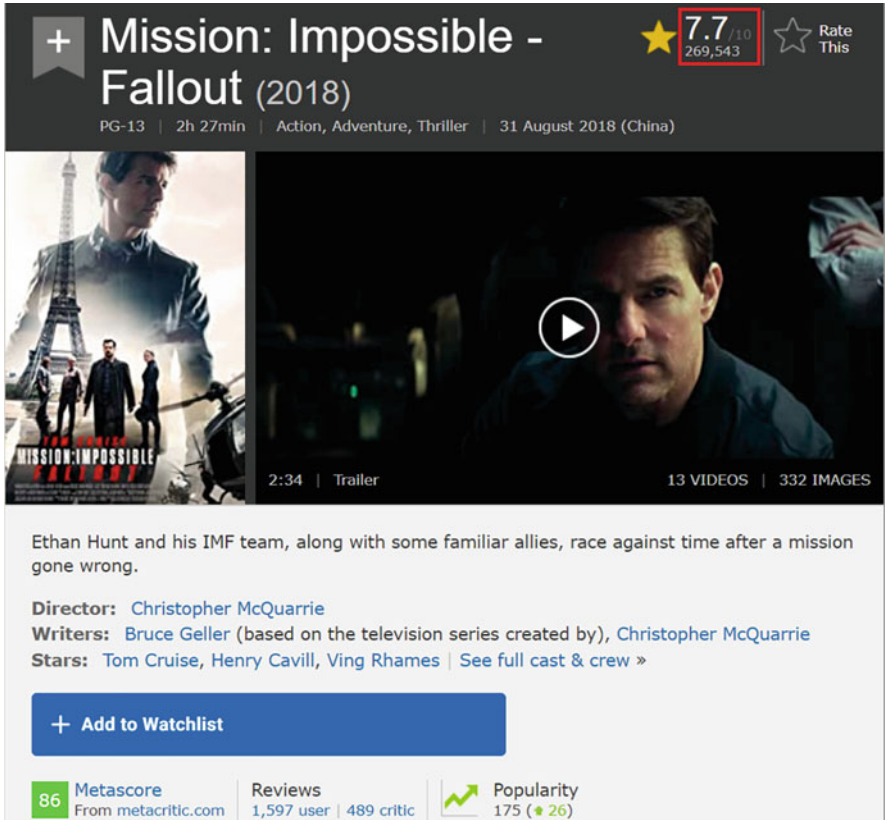 + Mission: Impossible -
Fallout (2018)
7.7/10
269,543
Rate
This
PG-13 | 2h 27min | Action, Adventure, Thriller | 31 August 2018 (China)
TOM CRUISE
MISSION:IMPOSSIBLE
FALLOUT
2:34 | Trailer
13 VIDEOS | 332 IMAGES
Ethan Hunt and his IMF team, along with some familiar allies, race against time after a mission
gone wrong.
Director: Christopher McQuarrie
Writers: Bruce Geller (based on the television series created by), Christopher McQuarrie
Stars: Tom Cruise, Henry Cavill, Ving Rhames | See full cast & crew »
+ Add to Watchlist
86 Metascore
From metacritic.com
Reviews
1,597 user | 489 critic
Popularity
175 (↑ 26)